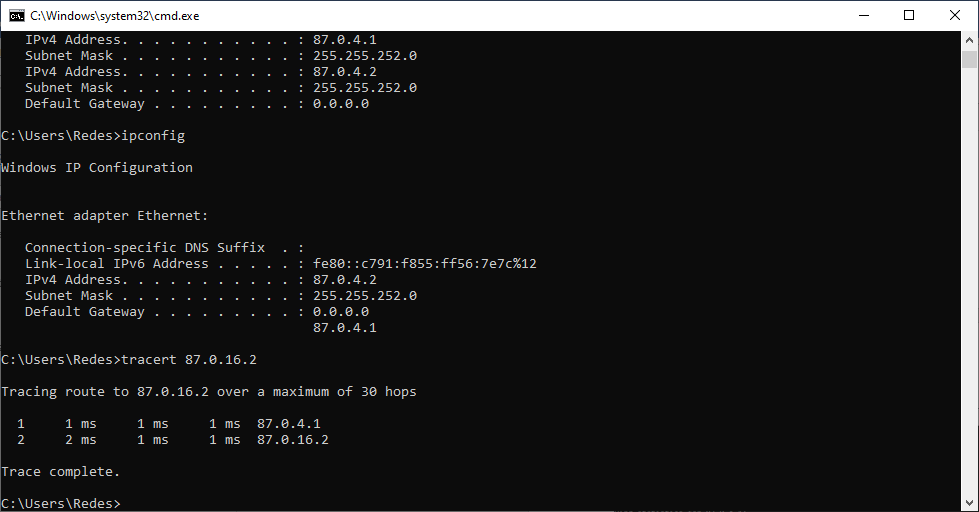 C:\Windows\system32\cmd.exe
IPv4 Address. . . . . . . . . . . : 87.0.4.1
Subnet Mask . . . . . . . . . . . : 255.255.252.0
IPv4 Address. . . . . . . . . . . : 87.0.4.2
Subnet Mask . . . . . . . . . . . : 255.255.252.0
Default Gateway . . . . . . . . . : 0.0.0.0
C:\Users\Redes>ipconfig
Windows IP Configuration
Ethernet adapter Ethernet:
Connection-specific DNS Suffix  . :
Link-local IPv6 Address . . . . . : fe80::c791:f855:ff56:7e7c%12
IPv4 Address. . . . . . . . . . . : 87.0.4.2
Subnet Mask . . . . . . . . . . . : 255.255.252.0
Default Gateway . . . . . . . . . : 0.0.0.0
87.0.4.1
C:\Users\Redes>tracert 87.0.16.2
Tracing route to 87.0.16.2 over a maximum of 30 hops
1     1 ms     1 ms     1 ms  87.0.4.1
2     2 ms     1 ms     1 ms  87.0.16.2
Trace complete.
C:\Users\Redes>